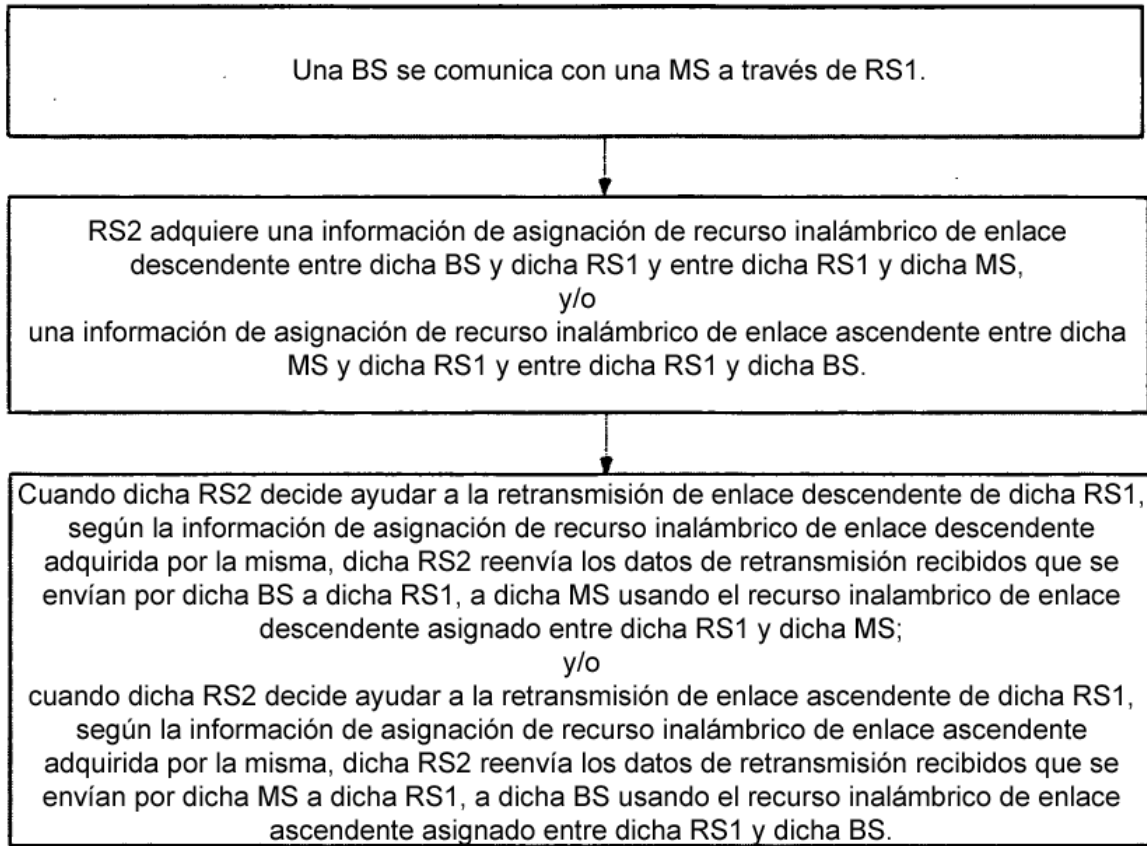 Una BS se comunica con una MS a través de RS1.
RS2 adquiere una información de asignación de recurso inalámbrico de enlace
descendente entre dicha BS y dicha RS1 y entre dicha RS1 y dicha MS,
y/o
una información de asignación de recurso inalámbrico de enlace ascendente entre dicha
MS y dicha RS1 y entre dicha RS1 y dicha BS.
Cuando dicha RS2 decide ayudar a la retransmisión de enlace descendente de dicha RS1,
según la información de asignación de recurso inalámbrico de enlace descendente
adquirida por la misma, dicha RS2 reenvía los datos de retransmisión recibidos que se
envían por dicha BS a dicha RS1, a dicha MS usando el recurso inalambrico de enlace
descendente asignado entre dicha RS1 y dicha MS;
y/o
cuando dicha RS2 decide ayudar a la retransmisión de enlace ascendente de dicha RS1,
según la información de asignación de recurso inalámbrico de enlace ascendente
adquirida por la misma, dicha RS2 reenvía los datos de retransmisión recibidos que se
envían por dicha MS a dicha RS1, a dicha BS usando el recurso inalámbrico de enlace
ascendente asignado entre dicha RS1 y dicha BS.